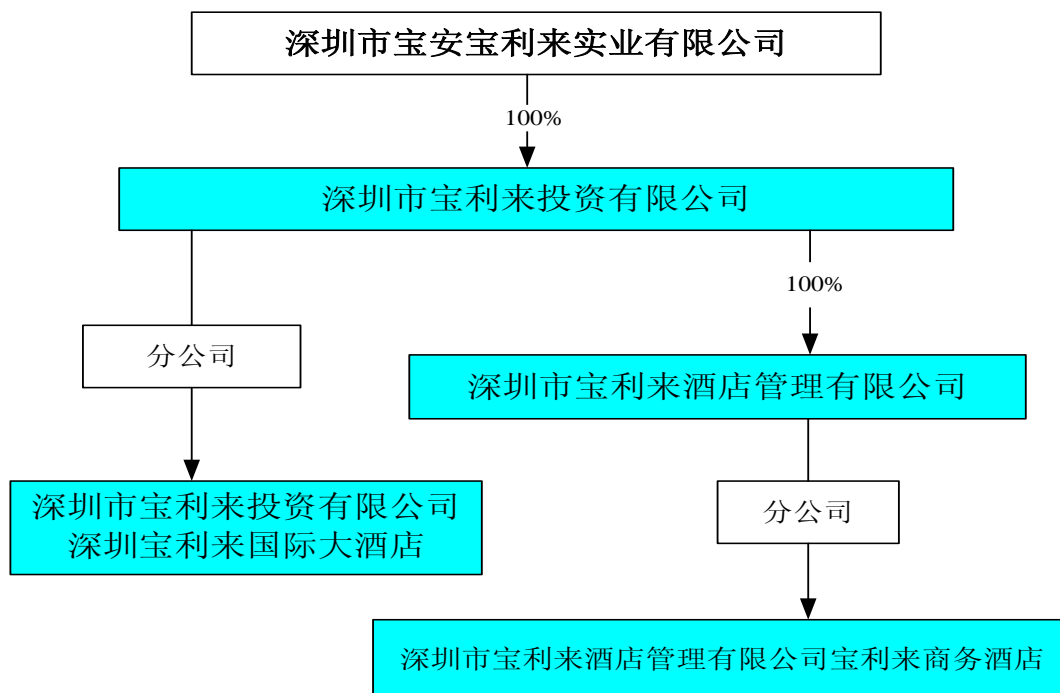 深圳市宝安宝利来实业有限公司
100%
深圳市宝利来投资有限公司
100%
分公司
深圳市宝利来酒店管理有限公司
深圳市宝利来投资有限公司
深圳宝利来国际大酒店
分公司
深圳市宝利来酒店管理有限公司宝利来商务酒店